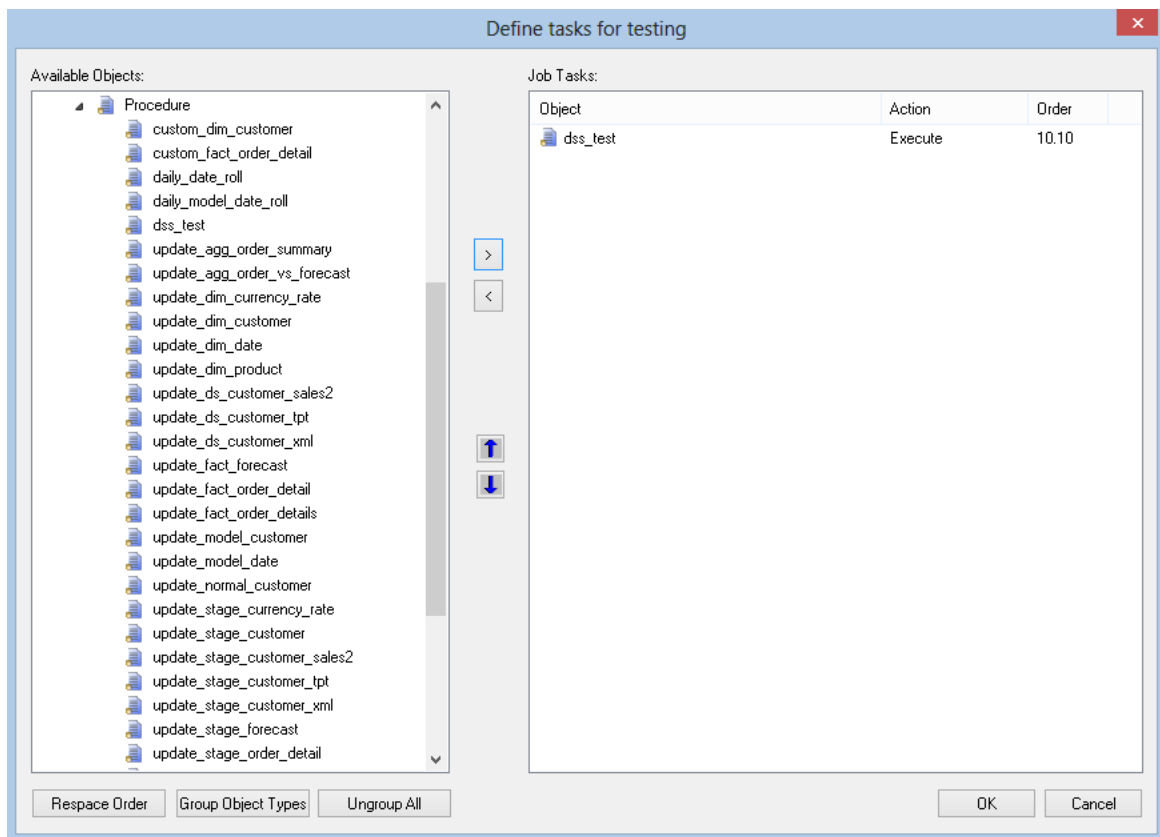 Define tasks for testing
Available Objects:
Procedure
custom_dim_customer
custom_fact_order_detail
daily_date_roll
daily_model_date_roll
dss_test
update_agg_order_summary
update_agg_order_vs_forecast
update_dim_currency_rate
update_dim_customer
update_dim_date
update_dim_product
update_ds_customer_sales2
update_ds_customer_tpt
update_ds_customer_xml
update_fact_forecast
update_fact_order_detail
update_fact_order_details
update_model_customer
update_model_date
update_normal_customer
update_stage_currency_rate
update_stage_customer
update_stage_customer_sales2
update_stage_customer_tpt
update_stage_customer_xml
update_stage_forecast
update_stage_order_detail
Respace Order Group Object Types Ungroup All
>
<
Job Tasks:
Object Action Order
dss_test Execute 10.10
OK Cancel